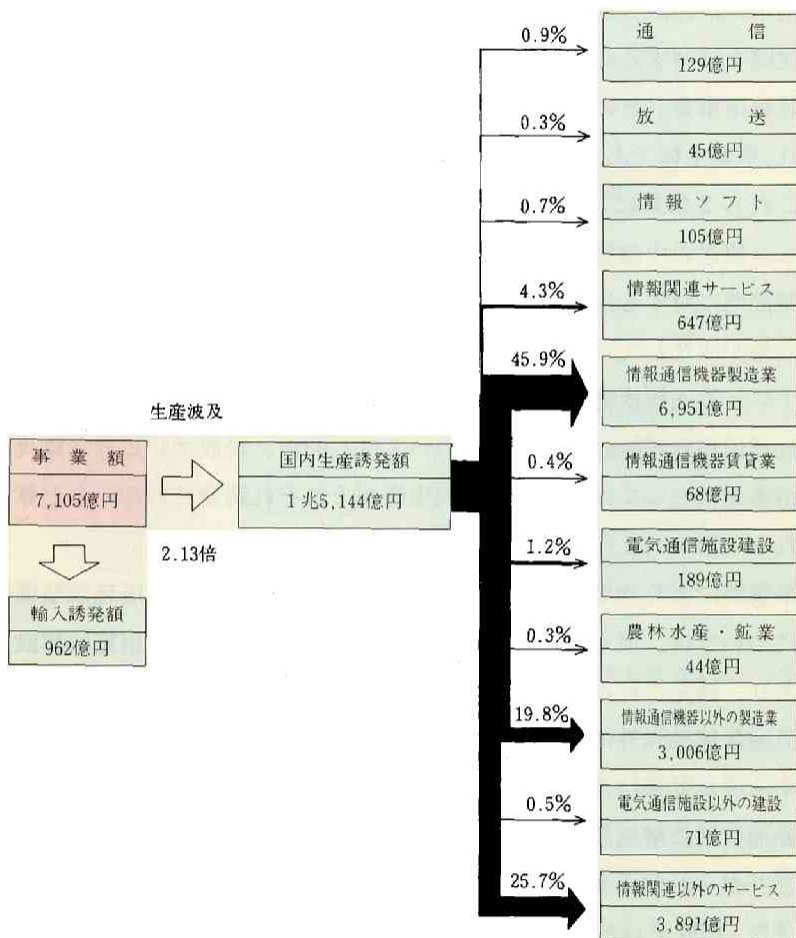 生産波及
事業額
7,105億円
2.13倍
輸入誘発額
962億円
国内生産誘発額
1兆5,144億円
0.9%
通信
129億円
0.3%
放送
45億円
0.7%
情報ソフト
105億円
4.3%
情報関連サービス
647億円
45.9%
情報通信機器製造業
6,951億円
0.4%
情報通信機器賃貸業
68億円
1.2%
電気通信施設建設
189億円
0.3%
農林水産・鉱業
44億円
19.8%
情報通信機器以外の製造業
3,006億円
0.5%
電気通信施設以外の建設
71億円
25.7%
情報関連以外のサービス
3,891億円